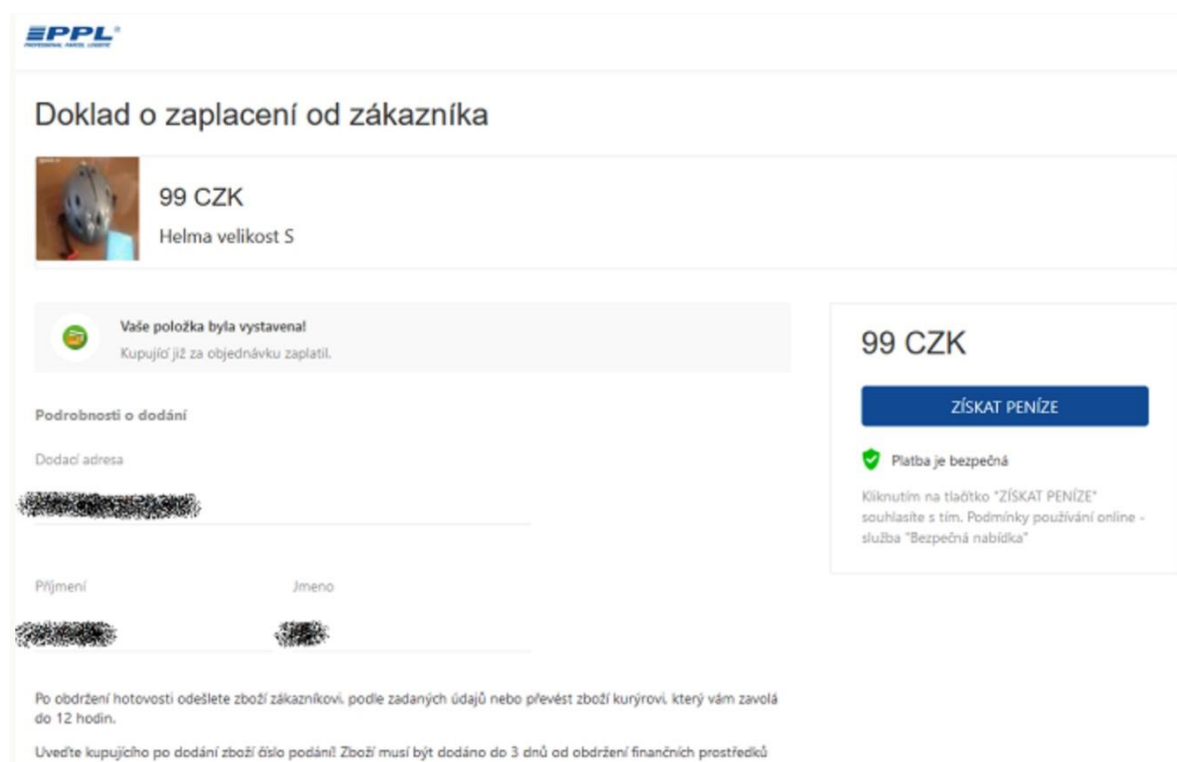 PPL
PROFESSIONAL PARCEL LOGISTIC
Doklad o zaplacení od zákazníka
99 CZK
Helma velikost S
Vaše položka byla vystavena!
Kupující již za objednávku zaplatil.
99 CZK
ZÍSKAT PENÍZE
Podrobnosti o dodání
Dodací adresa
Platba je bezpečná
Kliknutím na tlačítko "ZÍSKAT PENÍZE"
souhlasíte s tím. Podmínky používání online -
služba "Bezpečná nabídka"
Příjmení
Jmeno
Po obdržení hotovosti odešlete zboží zákazníkovi, podle zadaných údajů nebo převést zboží kurýrovi, který vám zavolá
do 12 hodin.
Uveďte kupujícího po dodání zboží číslo podání! Zboží musí být dodáno do 3 dnů od obdržení finančních prostředků